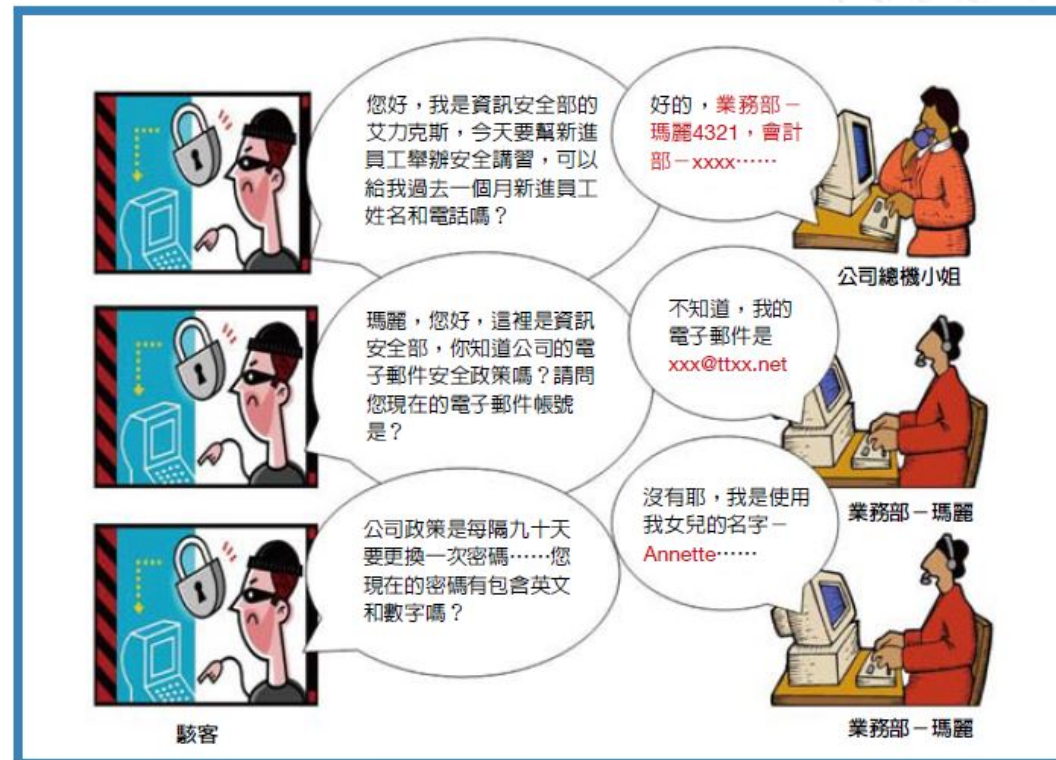 您好，我是資訊安全部的
艾力克斯，今天要幫新進
員工舉辦安全講習，可以
給我過去一個月新進員工
姓名和電話嗎？
好的，業務部－
瑪麗4321，會計
部－xxxx……
公司總機小姐
瑪麗，您好，這裡是資訊
安全部，你知道公司的電
子郵件安全政策嗎？請問
您現在的電子郵件帳號
是？
不知道，我的
電子郵件是
xxx@ttxx.net
業務部－瑪麗
公司政策是每隔九十天
要更換一次密碼……您
現在的密碼有包含英文
和數字嗎？
沒有耶，我是使用
我女兒的名字－
Annette……
駭客
業務部－瑪麗